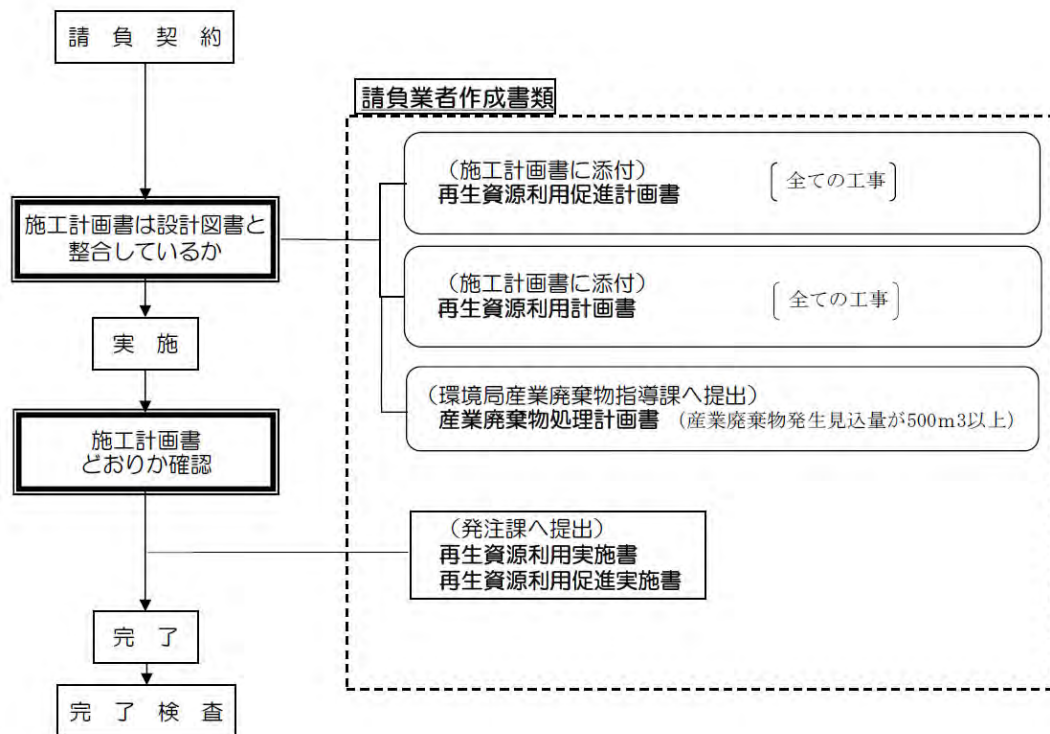 請 負 契 約
請負業者作成書類
（施工計画書に添付）
再生資源利用促進計画書 〔 全ての工事 〕
施工計画書は設計図書と
整合しているか
（施工計画書に添付）
再生資源利用計画書 〔 全ての工事 〕
実 施
（環境局産業廃棄物指導課へ提出）
産業廃棄物処理計画書 （産業廃棄物発生見込量が500m3以上）
施工計画書
どおりか確認
（発注課へ提出）
再生資源利用実施書
再生資源利用促進実施書
完 了
完 了 検 査